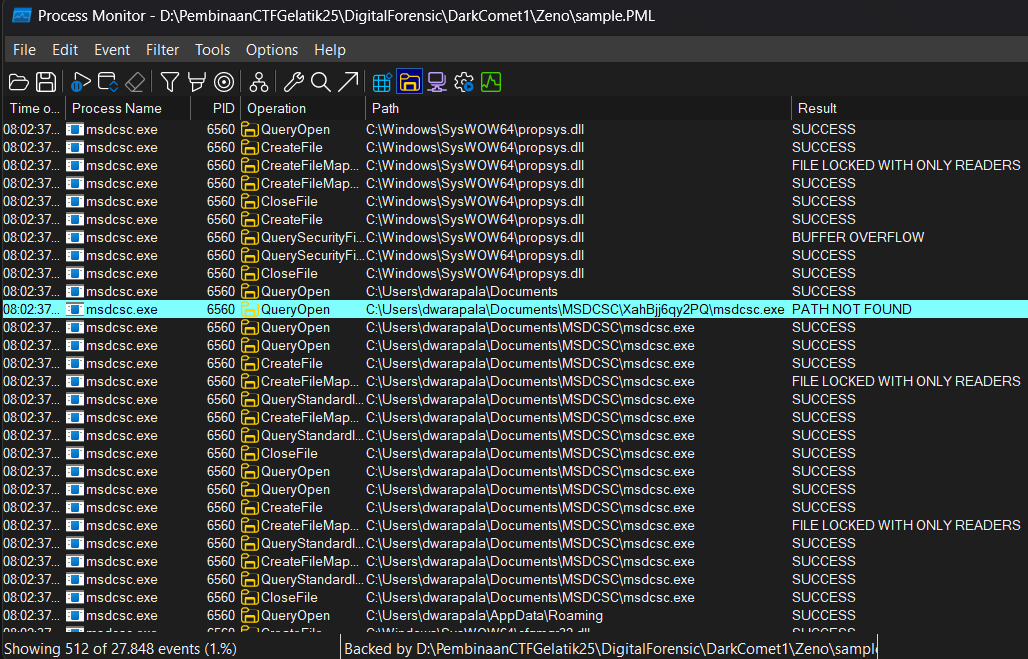 Process Monitor - D:\PembinaanCTFGelatik25\DigitalForensic\DarkComet1\Zeno\sample.PML
File Edit Event Filter Tools Options Help
Time o... Process Name PID Operation Path Result
08:02:37... msdcsc.exe 6560 QueryOpen C:\Windows\SysWOW64\propsys.dll SUCCESS
08:02:37... msdcsc.exe 6560 CreateFile C:\Windows\SysWOW64\propsys.dll SUCCESS
08:02:37... msdcsc.exe 6560 CreateFileMap... C:\Windows\SysWOW64\propsys.dll FILE LOCKED WITH ONLY READERS
08:02:37... msdcsc.exe 6560 CreateFileMap... C:\Windows\SysWOW64\propsys.dll SUCCESS
08:02:37... msdcsc.exe 6560 CloseFile C:\Windows\SysWOW64\propsys.dll SUCCESS
08:02:37... msdcsc.exe 6560 CreateFile C:\Windows\SysWOW64\propsys.dll SUCCESS
08:02:37... msdcsc.exe 6560 QuerySecurityFi... C:\Windows\SysWOW64\propsys.dll BUFFER OVERFLOW
08:02:37... msdcsc.exe 6560 QuerySecurityFi... C:\Windows\SysWOW64\propsys.dll SUCCESS
08:02:37... msdcsc.exe 6560 CloseFile C:\Windows\SysWOW64\propsys.dll SUCCESS
08:02:37... msdcsc.exe 6560 QueryOpen C:\Users\dwarapala\Documents SUCCESS
08:02:37... msdcsc.exe 6560 QueryOpen C:\Users\dwarapala\Documents\MSDCSC\XahBjj6qy2PQ\msdcsc.exe PATH NOT FOUND
08:02:37... msdcsc.exe 6560 QueryOpen C:\Users\dwarapala\Documents\MSDCSC\msdcsc.exe SUCCESS
08:02:37... msdcsc.exe 6560 QueryOpen C:\Users\dwarapala\Documents\MSDCSC\msdcsc.exe SUCCESS
08:02:37... msdcsc.exe 6560 CreateFile C:\Users\dwarapala\Documents\MSDCSC\msdcsc.exe SUCCESS
08:02:37... msdcsc.exe 6560 CreateFileMap... C:\Users\dwarapala\Documents\MSDCSC\msdcsc.exe FILE LOCKED WITH ONLY READERS
08:02:37... msdcsc.exe 6560 QueryStandardI... C:\Users\dwarapala\Documents\MSDCSC\msdcsc.exe SUCCESS
08:02:37... msdcsc.exe 6560 CreateFileMap... C:\Users\dwarapala\Documents\MSDCSC\msdcsc.exe SUCCESS
08:02:37... msdcsc.exe 6560 QueryStandardI... C:\Users\dwarapala\Documents\MSDCSC\msdcsc.exe SUCCESS
08:02:37... msdcsc.exe 6560 CloseFile C:\Users\dwarapala\Documents\MSDCSC\msdcsc.exe SUCCESS
08:02:37... msdcsc.exe 6560 QueryOpen C:\Users\dwarapala\Documents\MSDCSC\msdcsc.exe SUCCESS
08:02:37... msdcsc.exe 6560 QueryOpen C:\Users\dwarapala\Documents\MSDCSC\msdcsc.exe SUCCESS
08:02:37... msdcsc.exe 6560 CreateFile C:\Users\dwarapala\Documents\MSDCSC\msdcsc.exe SUCCESS
08:02:37... msdcsc.exe 6560 CreateFileMap... C:\Users\dwarapala\Documents\MSDCSC\msdcsc.exe FILE LOCKED WITH ONLY READERS
08:02:37... msdcsc.exe 6560 QueryStandardI... C:\Users\dwarapala\Documents\MSDCSC\msdcsc.exe SUCCESS
08:02:37... msdcsc.exe 6560 CreateFileMap... C:\Users\dwarapala\Documents\MSDCSC\msdcsc.exe SUCCESS
08:02:37... msdcsc.exe 6560 QueryStandardI... C:\Users\dwarapala\Documents\MSDCSC\msdcsc.exe SUCCESS
08:02:37... msdcsc.exe 6560 CloseFile C:\Users\dwarapala\Documents\MSDCSC\msdcsc.exe SUCCESS
08:02:37... msdcsc.exe 6560 QueryOpen C:\Users\dwarapala\AppData\Roaming SUCCESS
Showing 512 of 27.848 events (1.%) Backed by D:\PembinaanCTFGelatik25\DigitalForensic\DarkComet1\Zeno\sample